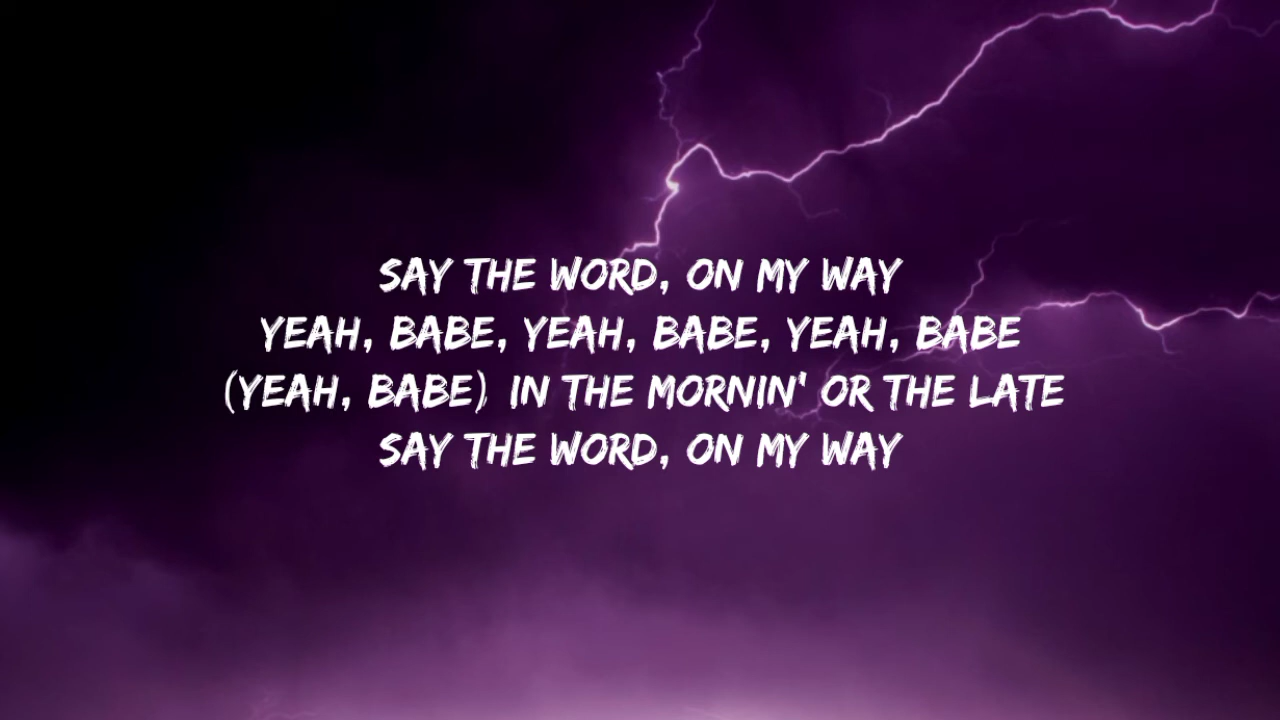 SAY THE WORD, ON MY WAY
YEAH, BABE, YEAH, BABE, YEAH, BABE
(YEAH, BABE) IN THE MORNIN' OR THE LATE
SAY THE WORD, ON MY WAY